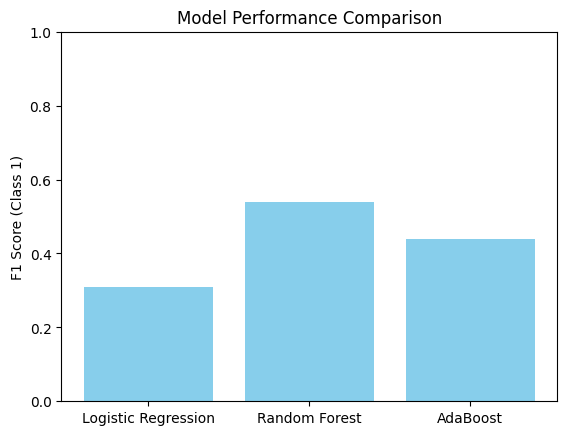 Model Performance Comparison
F1 Score (Class 1)
1.0
0.8
0.6
0.4
0.2
0.0
Logistic Regression
Random Forest
AdaBoost